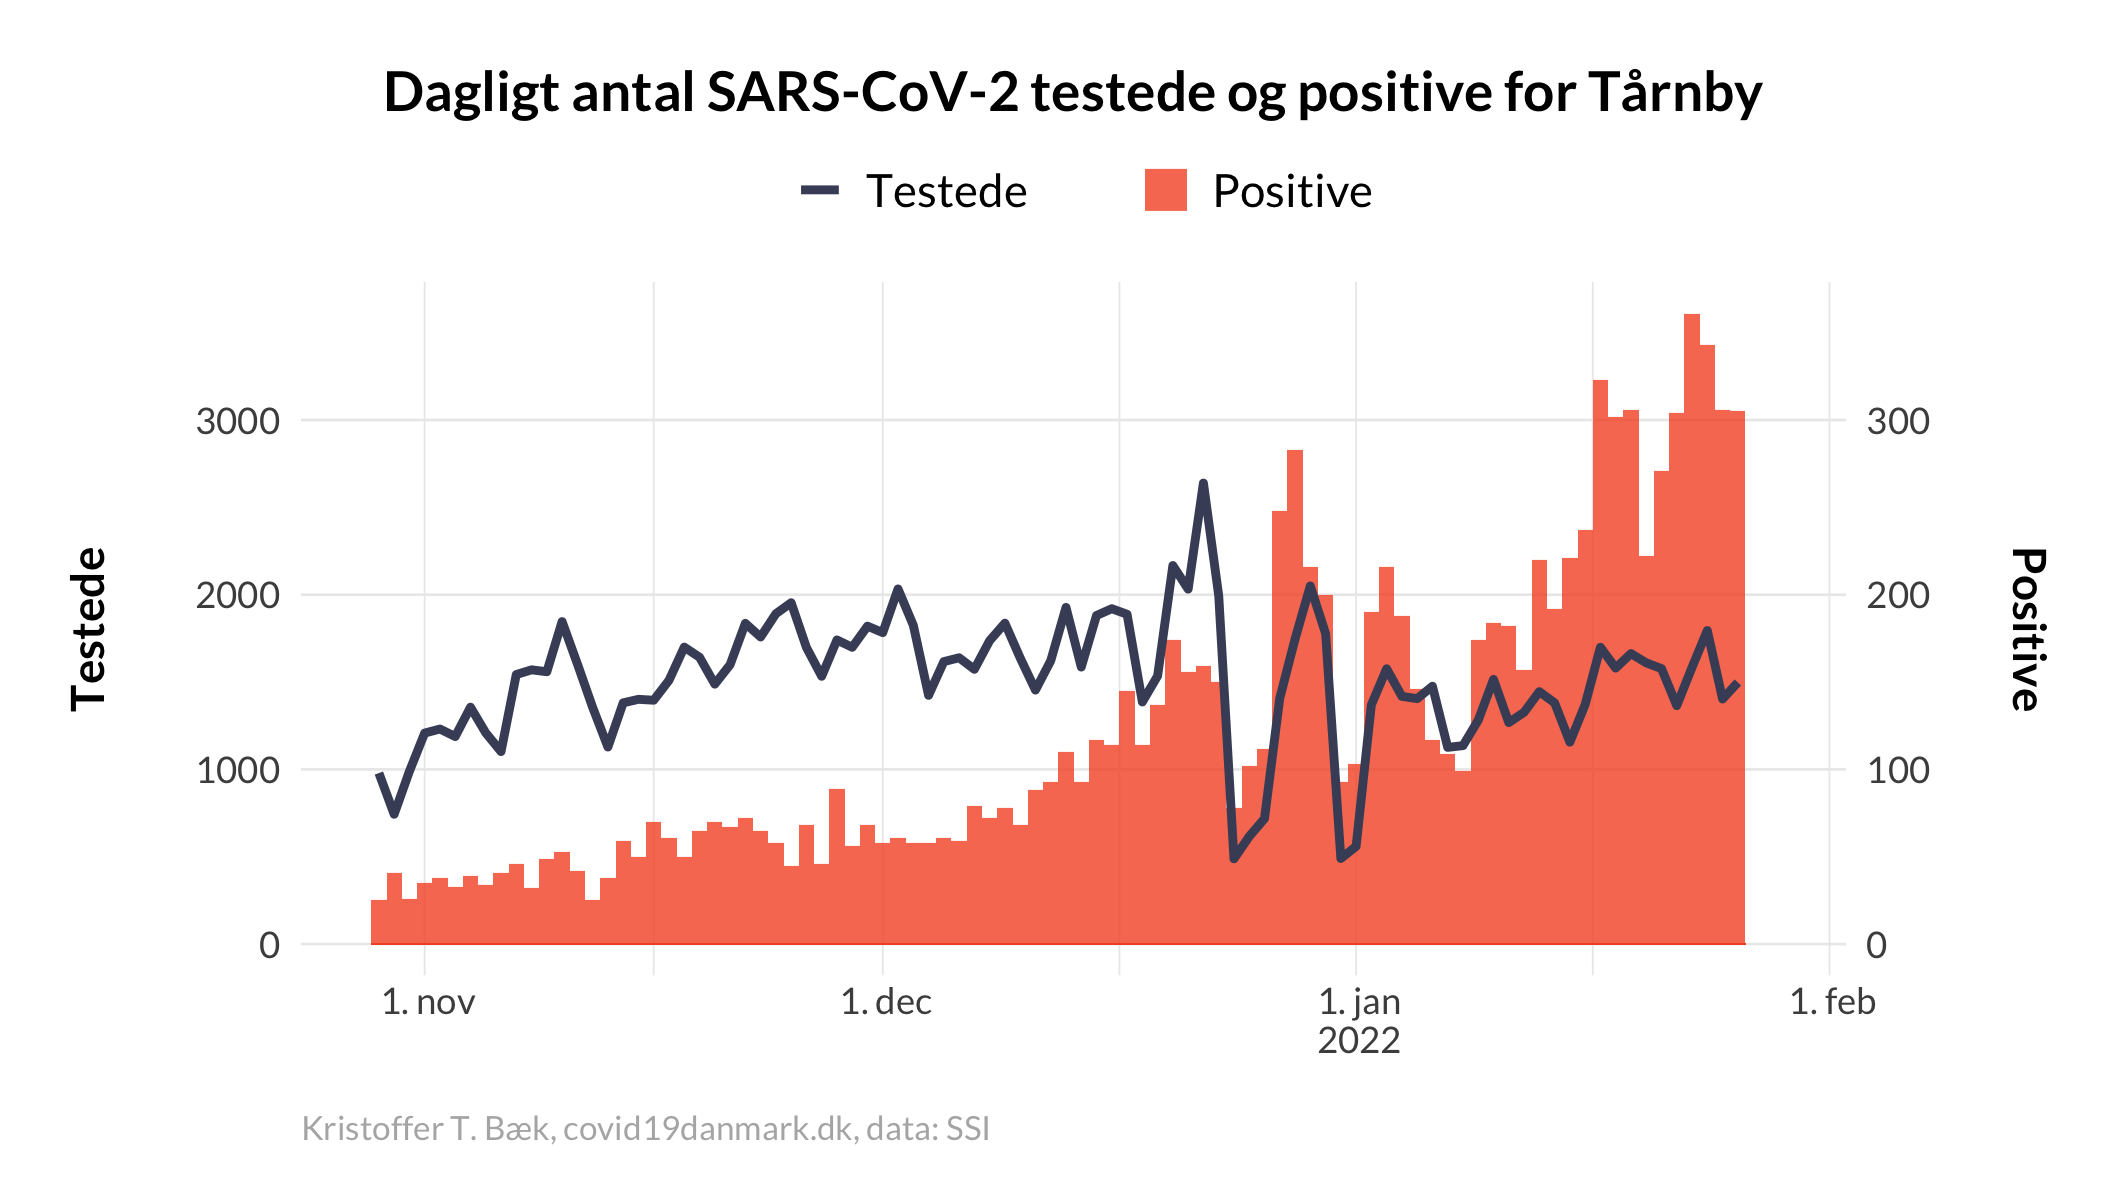 Dagligt antal SARS-CoV-2 testede og positive for Tårnby
Testede
Positive
Testede
3000
2000
1000
0
300
200
100
0
Positive
1. nov
1. dec
1. jan
2022
1. feb
Kristoffer T. Bæk, covid19danmark.dk, data: SSI